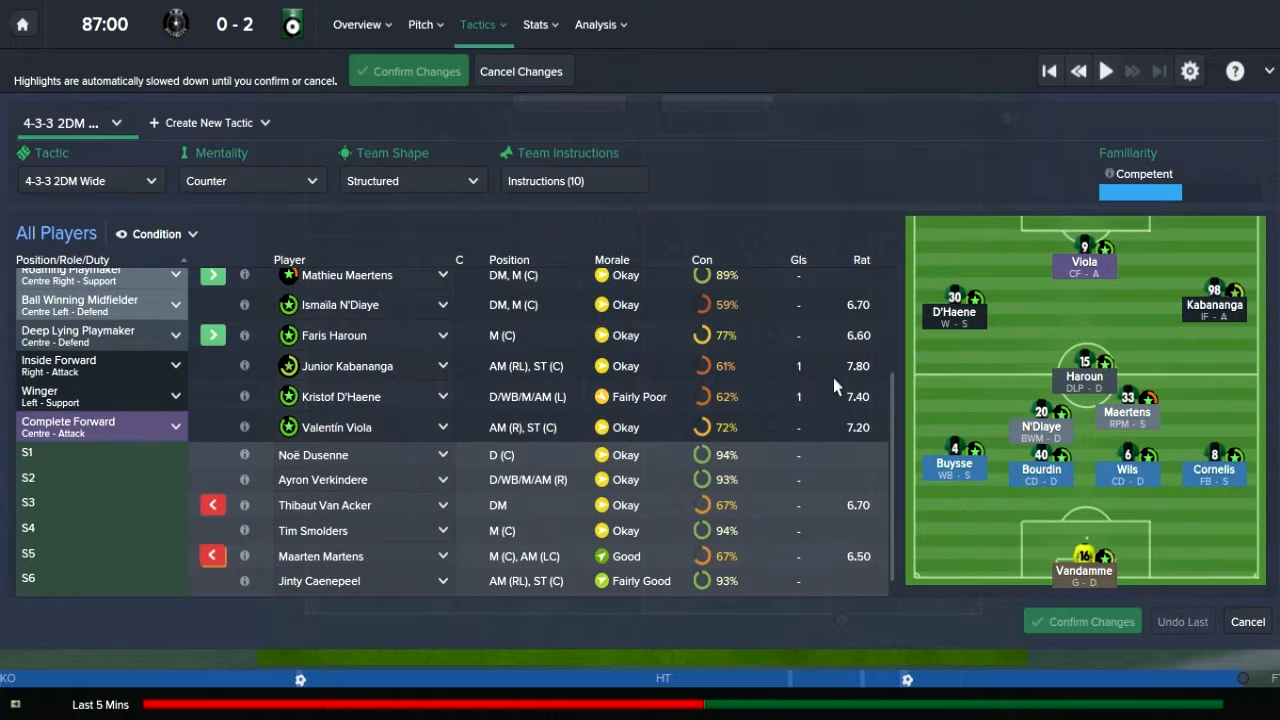 87:00 0 - 2 Overview Pitch Tactics Stats Analysis
Highlights are automatically slowed down until you confirm or cancel. Confirm Changes Cancel Changes
4-3-3 2DM ... + Create New Tactic
Tactic Mentality Team Shape Team Instructions Familiarity
4-3-3 2DM Wide Counter Structured Instructions (10) Competent
All Players Condition
Position/Role/Duty Player C Position Morale Con Gls Rat
Roaming Playmaker
Centre Right - Support Mathieu Maertens DM, M (C) Okay 89% -
Ball Winning Midfielder
Centre Left - Defend Ismaïla N'Diaye DM, M (C) Okay 59% - 6.70
Deep Lying Playmaker
Centre - Defend Faris Haroun M (C) Okay 77% - 6.60
Inside Forward
Right - Attack Junior Kabananga AM (RL), ST (C) Okay 61% 1 7.80
Winger
Left - Support Kristof D'Haene D/WB/M/AM (L) Fairly Poor 62% 1 7.40
Complete Forward
Centre - Attack Valentín Viola AM (R), ST (C) Okay 72% - 7.20
S1 Noë Dusenne D (C) Okay 94% -
S2 Ayron Verkindere D/WB/M/AM (R) Okay 93% -
S3 Thibaut Van Acker DM Okay 67% - 6.70
S4 Tim Smolders M (C) Okay 94% -
S5 Maarten Martens M (C), AM (LC) Good 67% - 6.50
S6 Jinty Caenepeel AM (RL), ST (C) Fairly Good 93% -
9
Viola
CF - A
30
D'Haene
W - S
98
Kabananga
IF - A
15
Haroun
DLP - D
20
N'Diaye
BWM - D
33
Maertens
RPM - S
4
Buysse
WB - S
40
Bourdin
CD - D
6
Wils
CD - D
8
Cornelis
FB - S
16
Vandamme
G - D
Confirm Changes Undo Last Cancel
KO HT F
Last 5 Mins